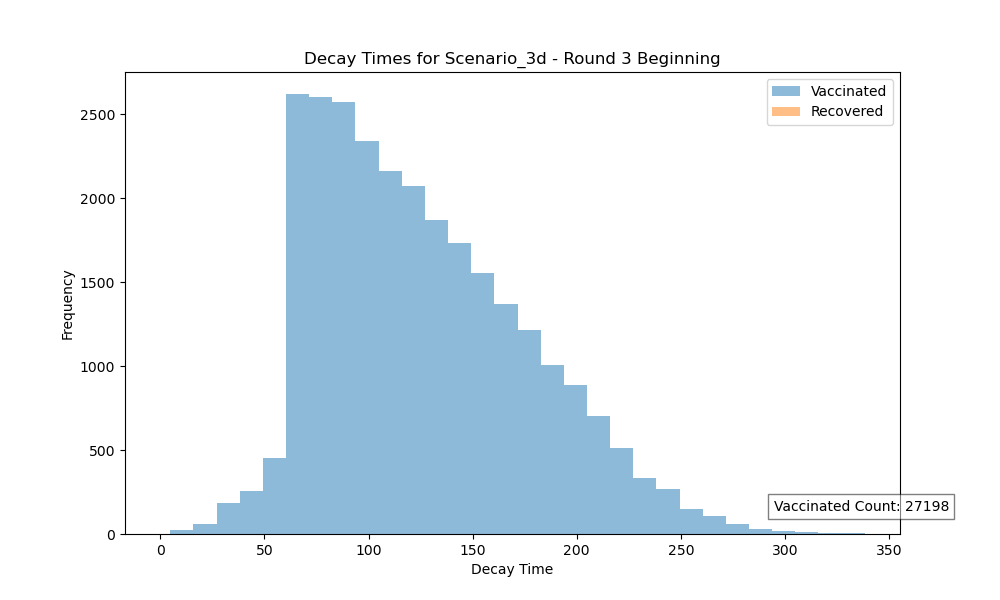 Decay Times for Scenario_3d - Round 3 Beginning
Vaccinated
Recovered
Frequency
2500
2000
1500
1000
500
0
Vaccinated Count: 27198
0 50 100 150 200 250 300 350
Decay Time